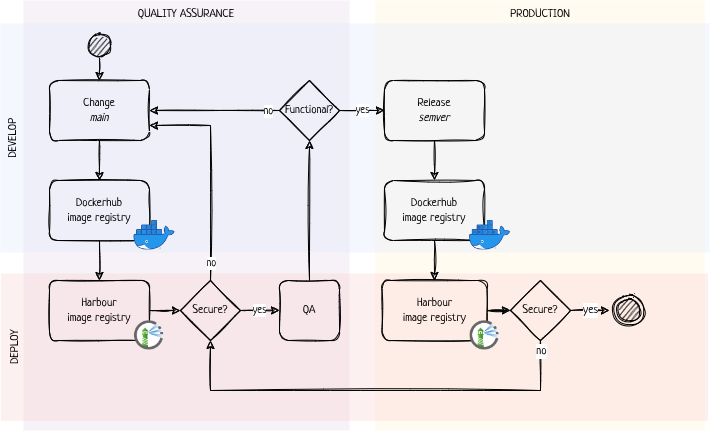 QUALITY ASSURANCE
PRODUCTION
DEVELOP
Change
main
no
Functional?
yes
Release
semver
Dockerhub
image registry
Dockerhub
image registry
no
DEPLOY
Harbour
image registry
Secure?
yes
QA
Harbour
image registry
Secure?
yes
no